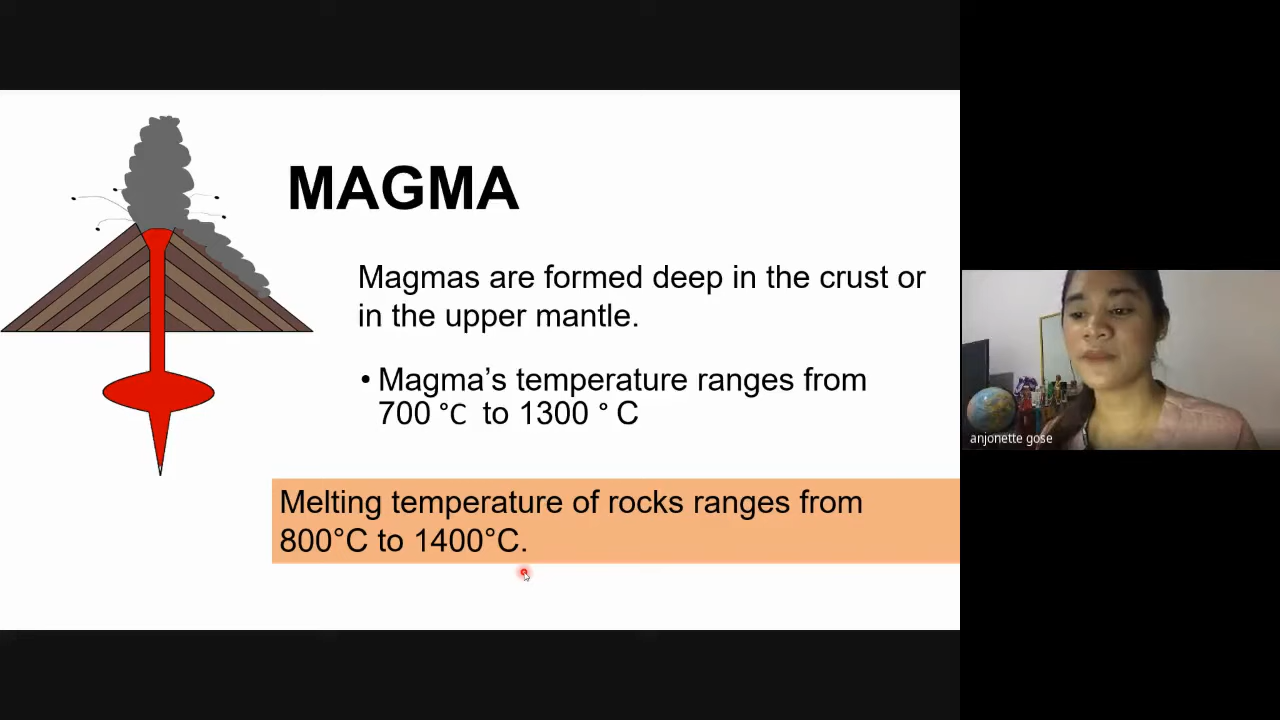 MAGMA
Magmas are formed deep in the crust or
in the upper mantle.
• Magma’s temperature ranges from
700 °C to 1300 ° C
Melting temperature of rocks ranges from
800°C to 1400°C.
anjonette gose